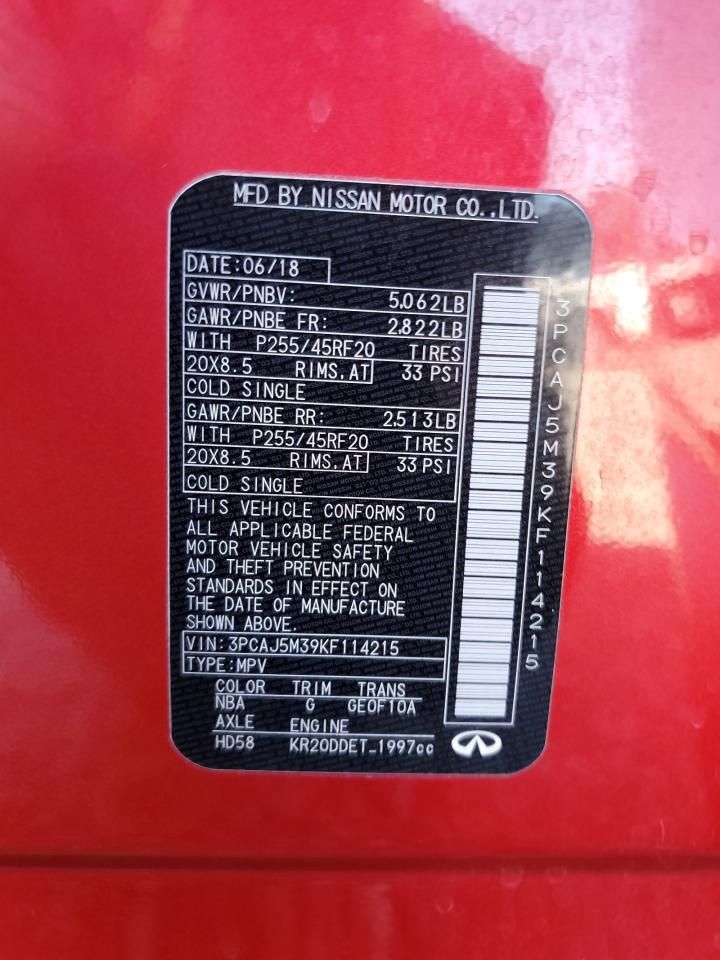 MFD BY NISSAN MOTOR CO.,LTD.
DATE:06/18
GVWR/PNBV: 5.062LB
GAWR/PNBE FR: 2.822LB
WITH P255/45RF20 TIRES
20X8.5 RIMS.AT 33 PSI
COLD SINGLE
GAWR/PNBE RR: 2.513LB
WITH P255/45RF20 TIRES
20X8.5 RIMS.AT 33 PSI
COLD SINGLE
THIS VEHICLE CONFORMS TO
ALL APPLICABLE FEDERAL
MOTOR VEHICLE SAFETY
AND THEFT PREVENTION
STANDARDS IN EFFECT ON
THE DATE OF MANUFACTURE
SHOWN ABOVE.
VIN:3PCAJ5M39KF114215
TYPE:MPV
COLOR TRIM TRANS
NBA G GEOF10A
AXLE ENGINE
HD58 KR20DDET-1997cc
3PCAJ5M39KF114215